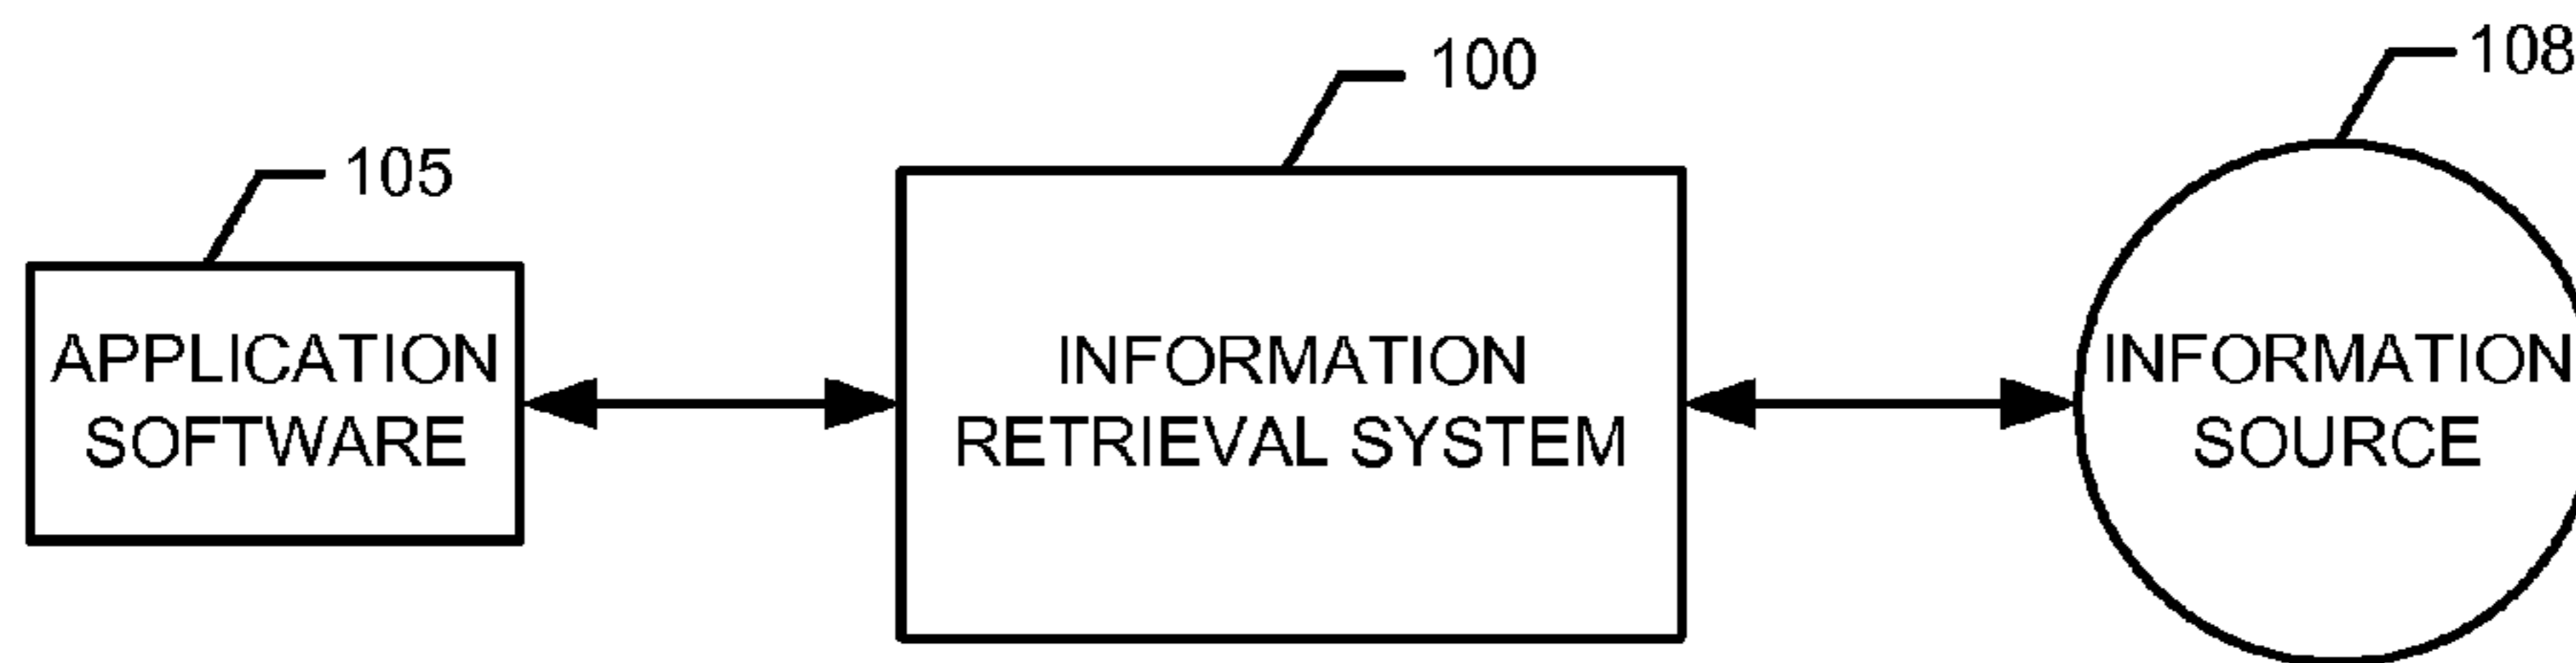 105
100
108
APPLICATION
SOFTWARE
INFORMATION
RETRIEVAL SYSTEM
INFORMATION
SOURCE